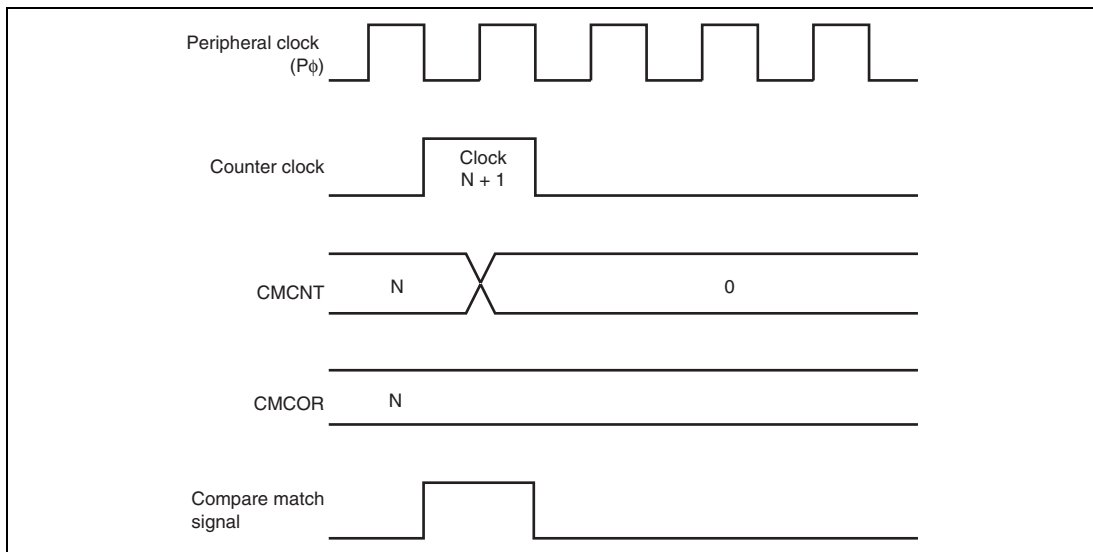 Peripheral clock
(Pφ)
Counter clock
Clock
N + 1
CMCNT
N
0
CMCOR
N
Compare match
signal